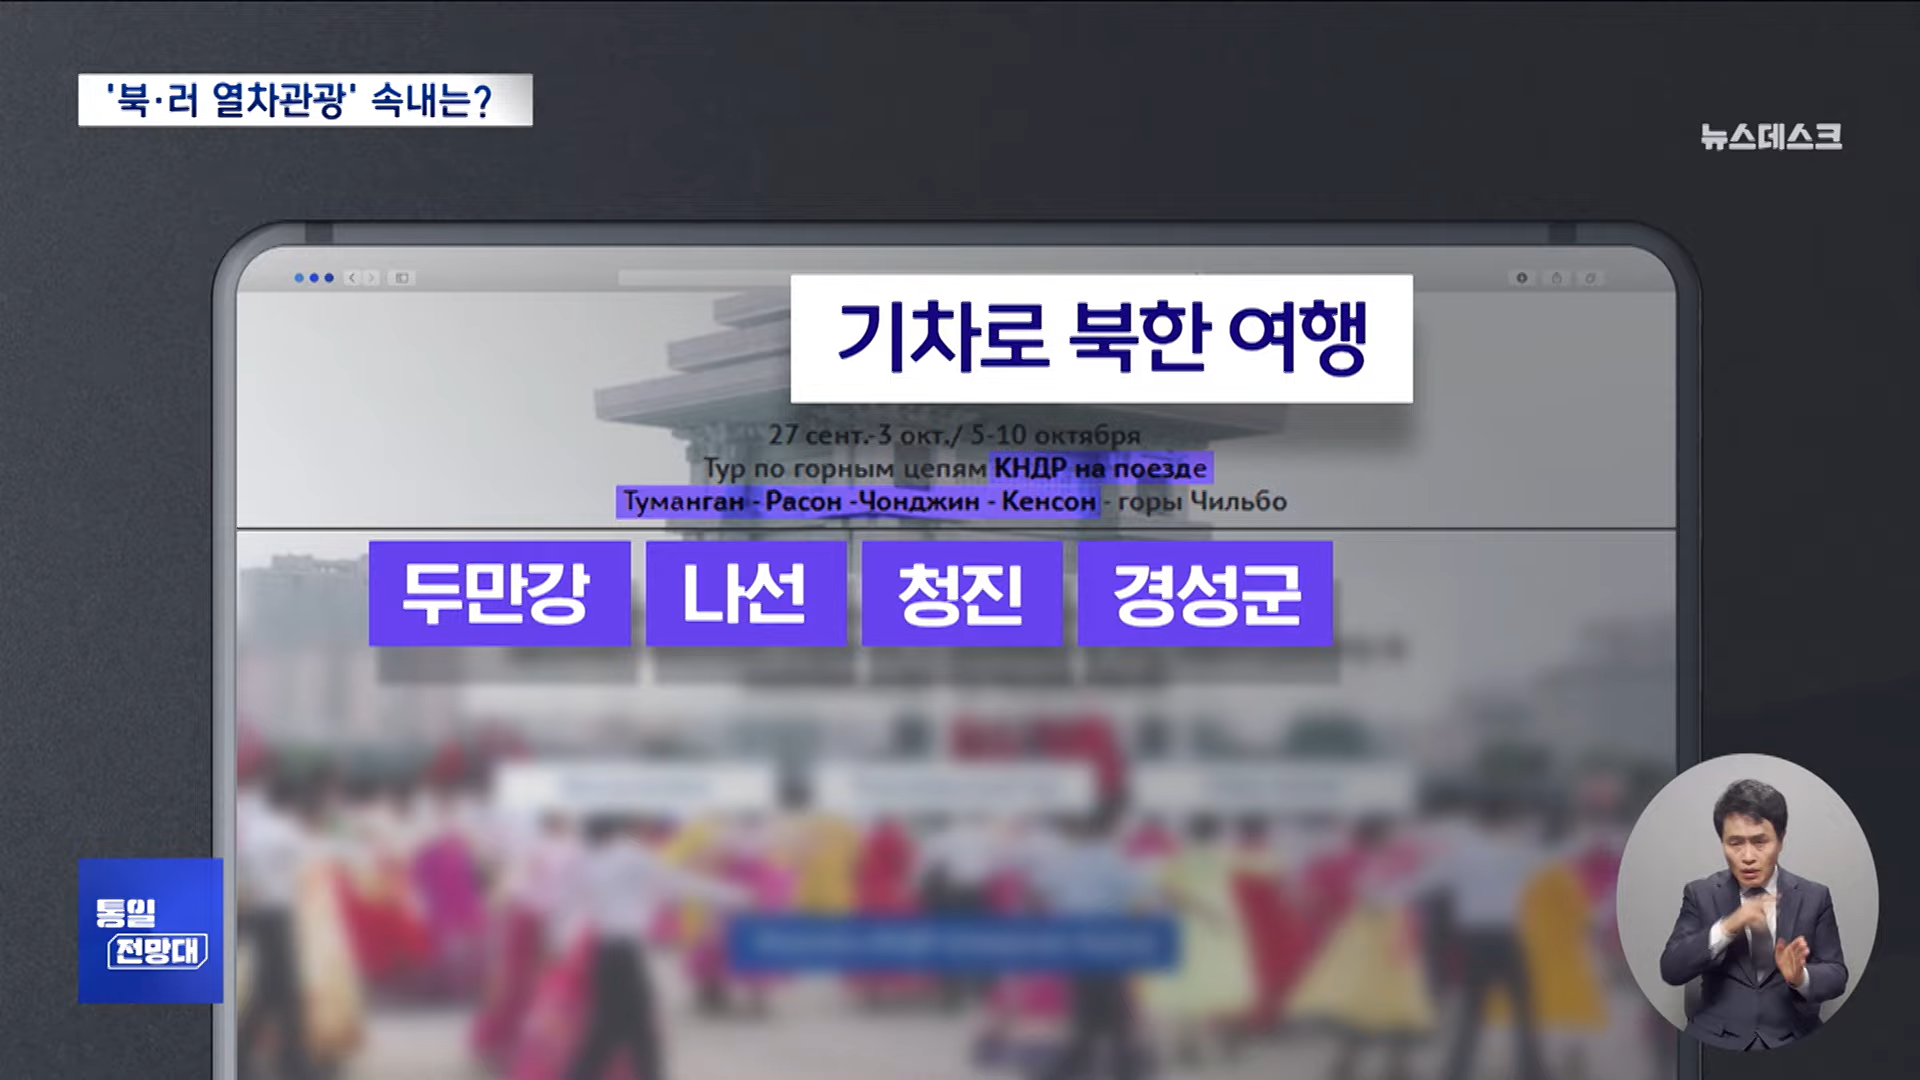 '북·러 열차관광' 속내는?
뉴스데스크
기차로 북한 여행
27 сент.-3 окт./ 5-10 октября
Тур по горным цепям КНДР на поезде
Туманган - Расон -Чонджин - Кенсон - горы Чильбо
두만강 나선 청진 경성군
통일
전망대